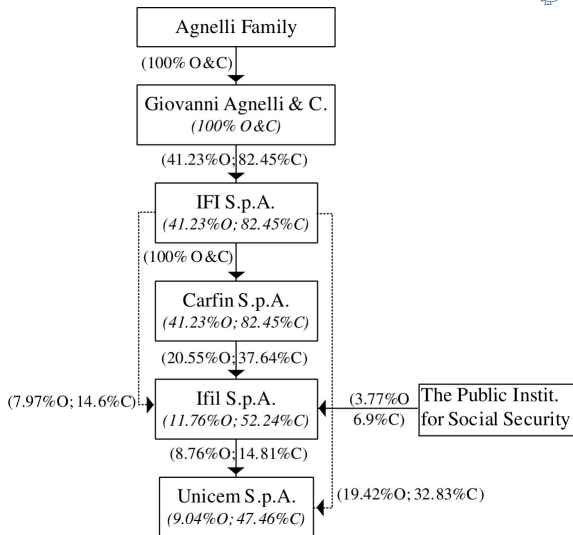 Agnelli Family
(100% O&C)
Giovanni Agnelli & C.
(100% O&C)
(41.23%O; 82.45%C)
IFI S.p.A.
(41.23%O; 82.45%C)
(100% O&C)
Carfin S.p.A.
(41.23%O; 82.45%C)
(20.55%O; 37.64%C)
(7.97%O; 14.6%C)
Ifil S.p.A.
(11.76%O; 52.24%C)
(3.77%O
6.9%C)
The Public Instit.
for Social Security
(8.76%O; 14.81%C)
Unicem S.p.A.
(9.04%O; 47.46%C)
(19.42%O; 32.83%C)